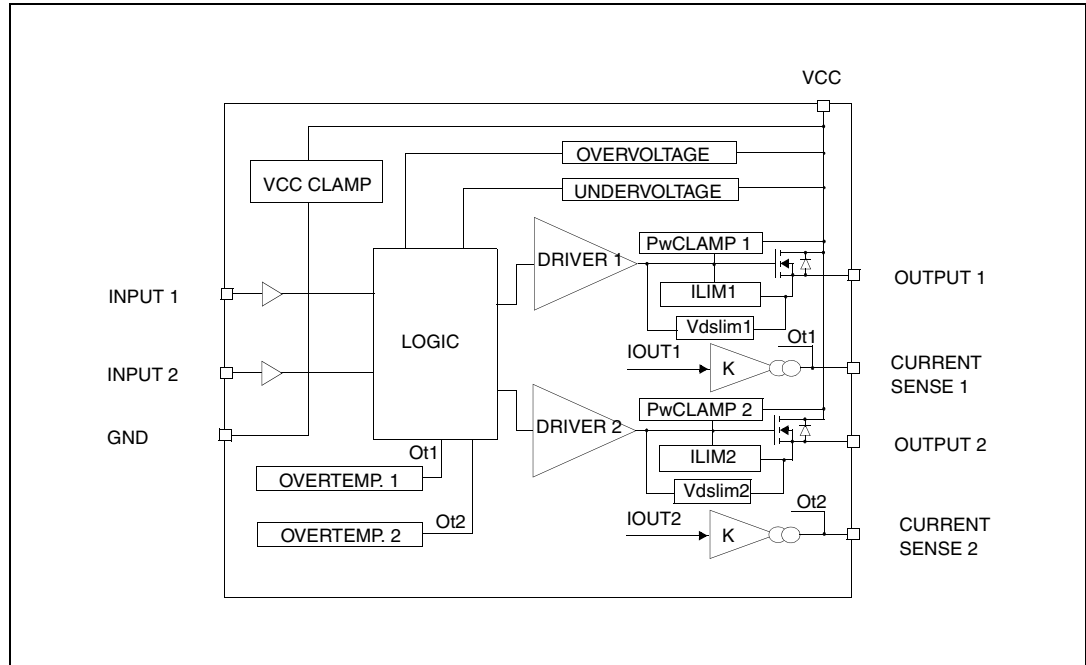 VCC
OVERVOLTAGE
VCC CLAMP
UNDERVOLTAGE
PwCLAMP 1
DRIVER 1
OUTPUT 1
INPUT 1
ILIM1
Vdslim1
LOGIC
Ot1
IOUT1
K
CURRENT
SENSE 1
INPUT 2
PwCLAMP 2
DRIVER 2
GND
OUTPUT 2
Ot1
ILIM2
OVERTEMP. 1
Vdslim2
Ot2
Ot2
IOUT2
OVERTEMP. 2
K
CURRENT
SENSE 2